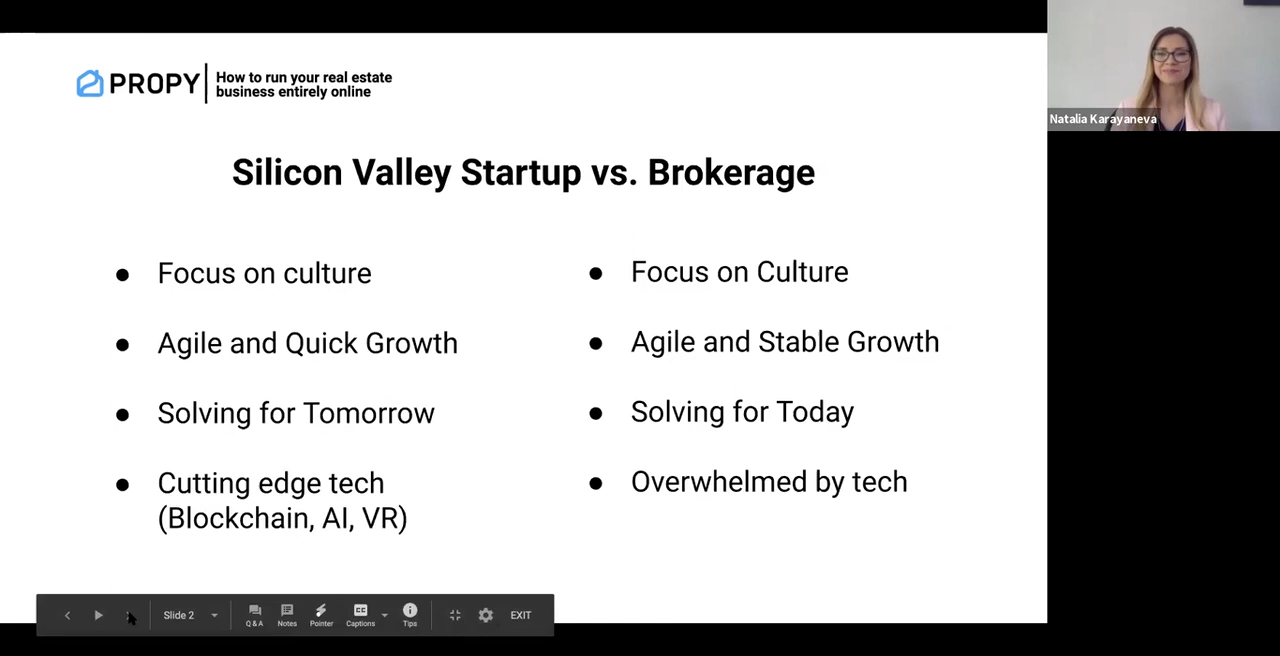 PROPY
How to run your real estate
business entirely online
Natalia Karayaneva
Silicon Valley Startup vs. Brokerage
Focus on culture
Agile and Quick Growth
Solving for Tomorrow
Cutting edge tech
(Blockchain, AI, VR)
Focus on Culture
Agile and Stable Growth
Solving for Today
Overwhelmed by tech
Slide 2
Q & A
Notes
Pointer
CC
Captions
Tips
EXIT